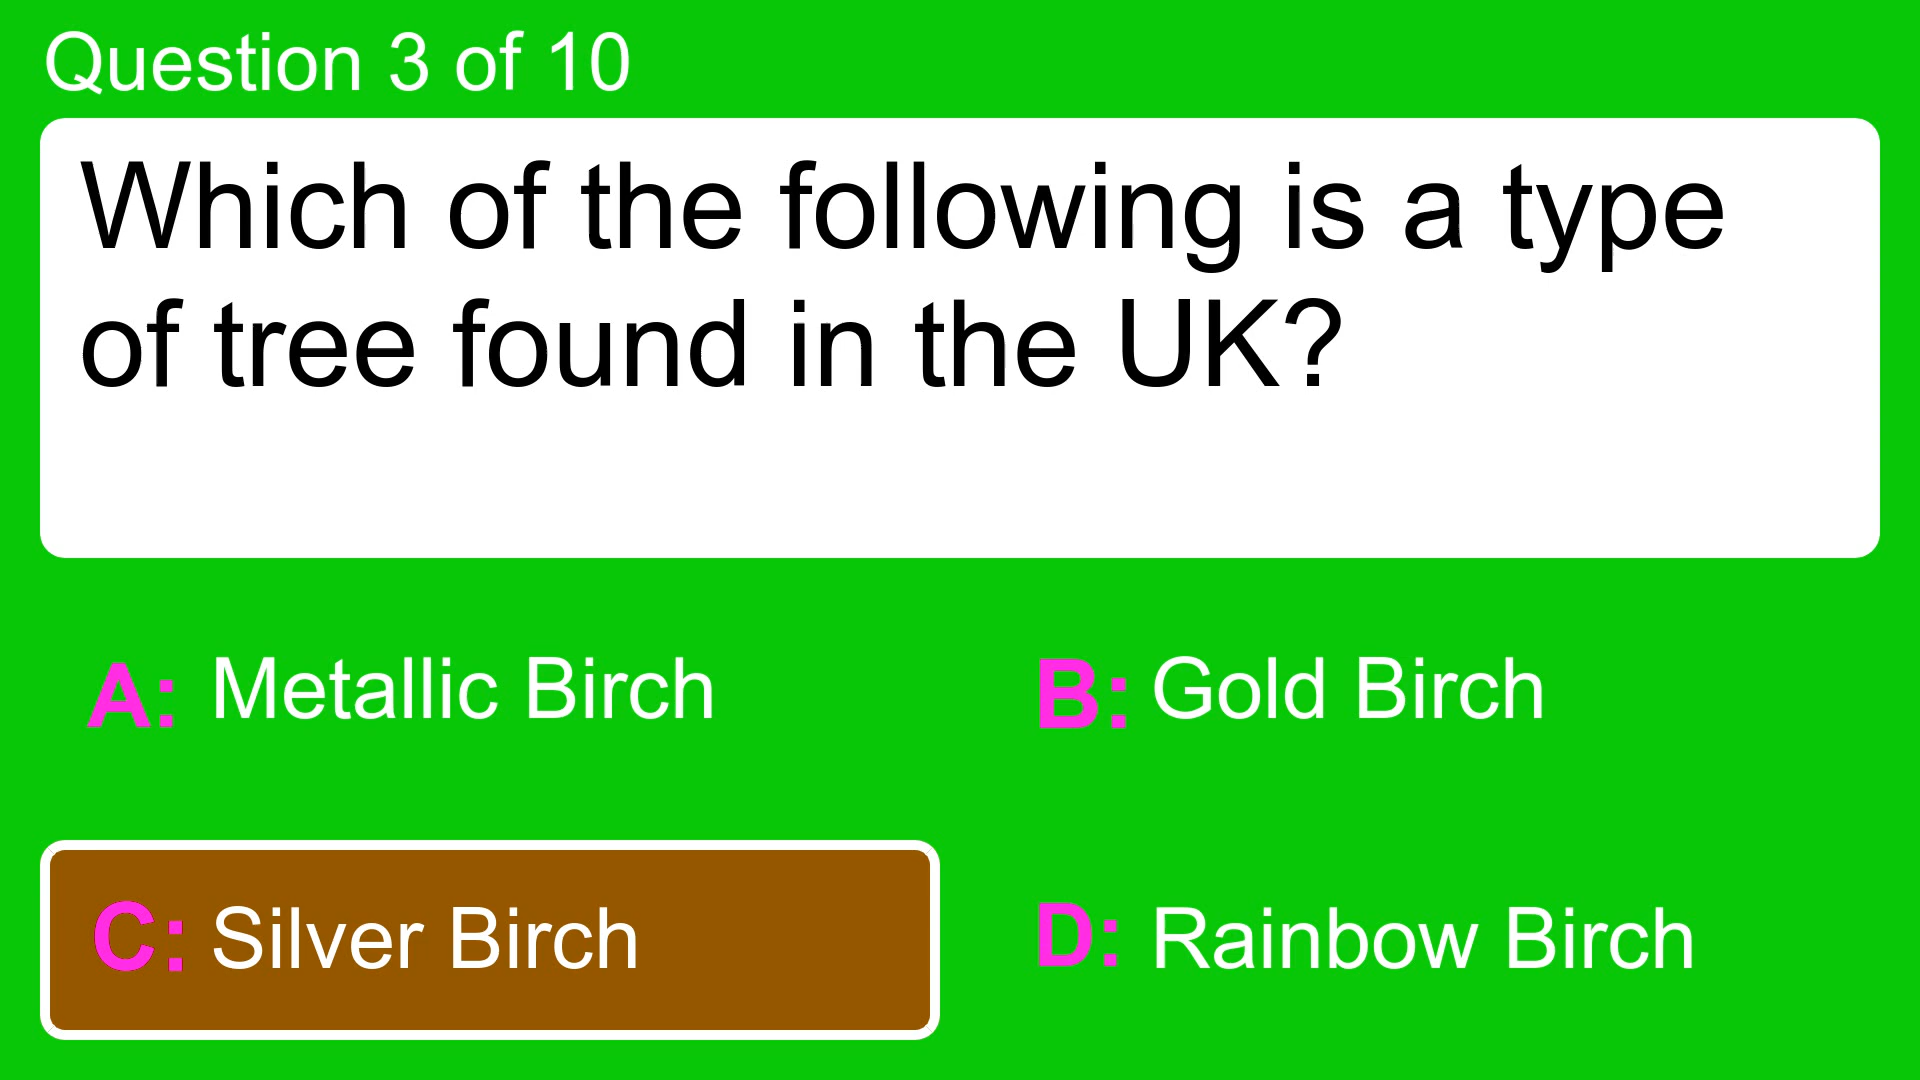 Question 3 of 10
Which of the following is a type
of tree found in the UK?
A: Metallic Birch
B: Gold Birch
C: Silver Birch
D: Rainbow Birch